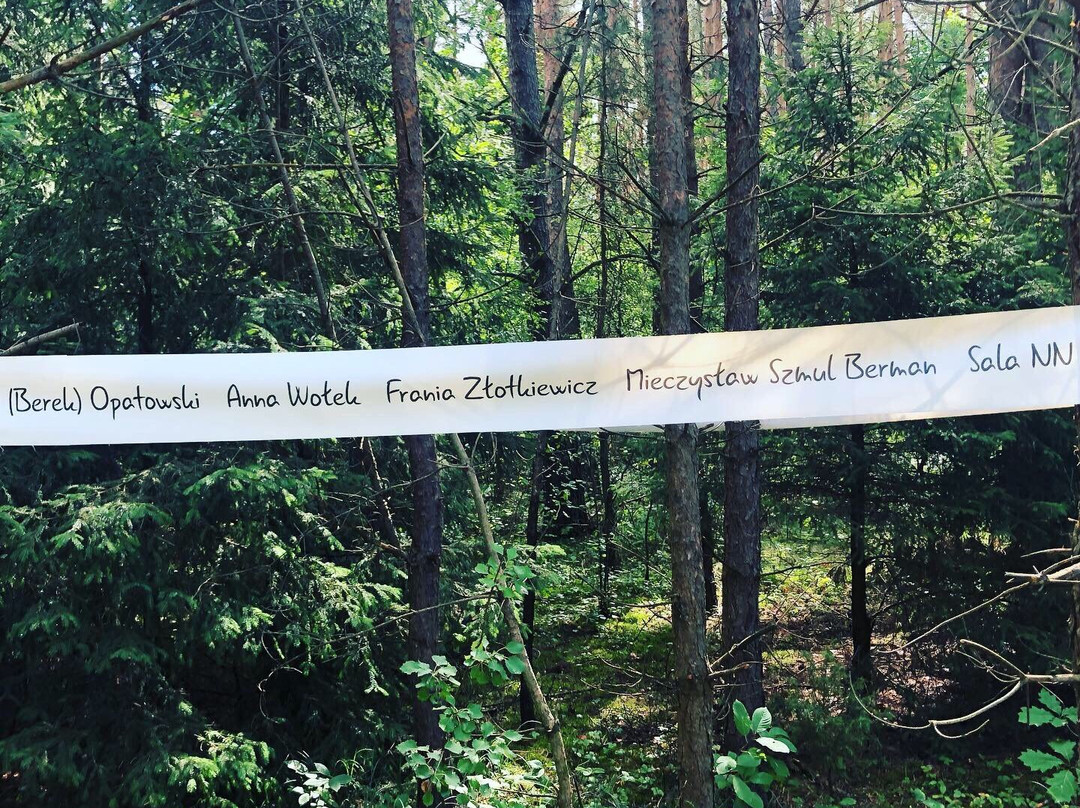 (Berek) Opatowski Anna Wołek Frania Złotkiewicz Mieczysław Szmul Berman Sala NN